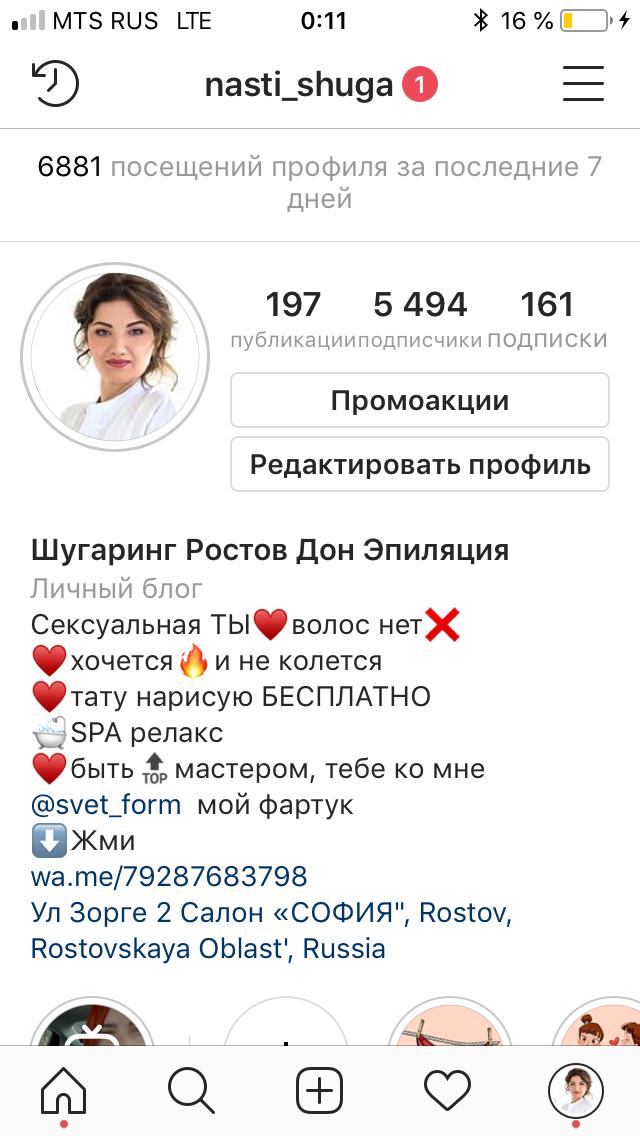 MTS RUS LTE 0:11 16 %
nasti_shuga 1
6881 посещений профиля за последние 7
дней
197 5 494 161
публикации подписчики подписки
Промоакции
Редактировать профиль
Шугаринг Ростов Дон Эпиляция
Личный блог
Сексуальная ТЫ♥️волос нет❌
♥️хочется🔥и не колется
♥️тату нарисую БЕСПЛАТНО
🛁SPA релакс
♥️быть🔝мастером, тебе ко мне
@svet_form мой фартук
⬇️Жми
wa.me/79287683798
Ул Зорге 2 Салон «СОФИЯ", Rostov,
Rostovskaya Oblast', Russia